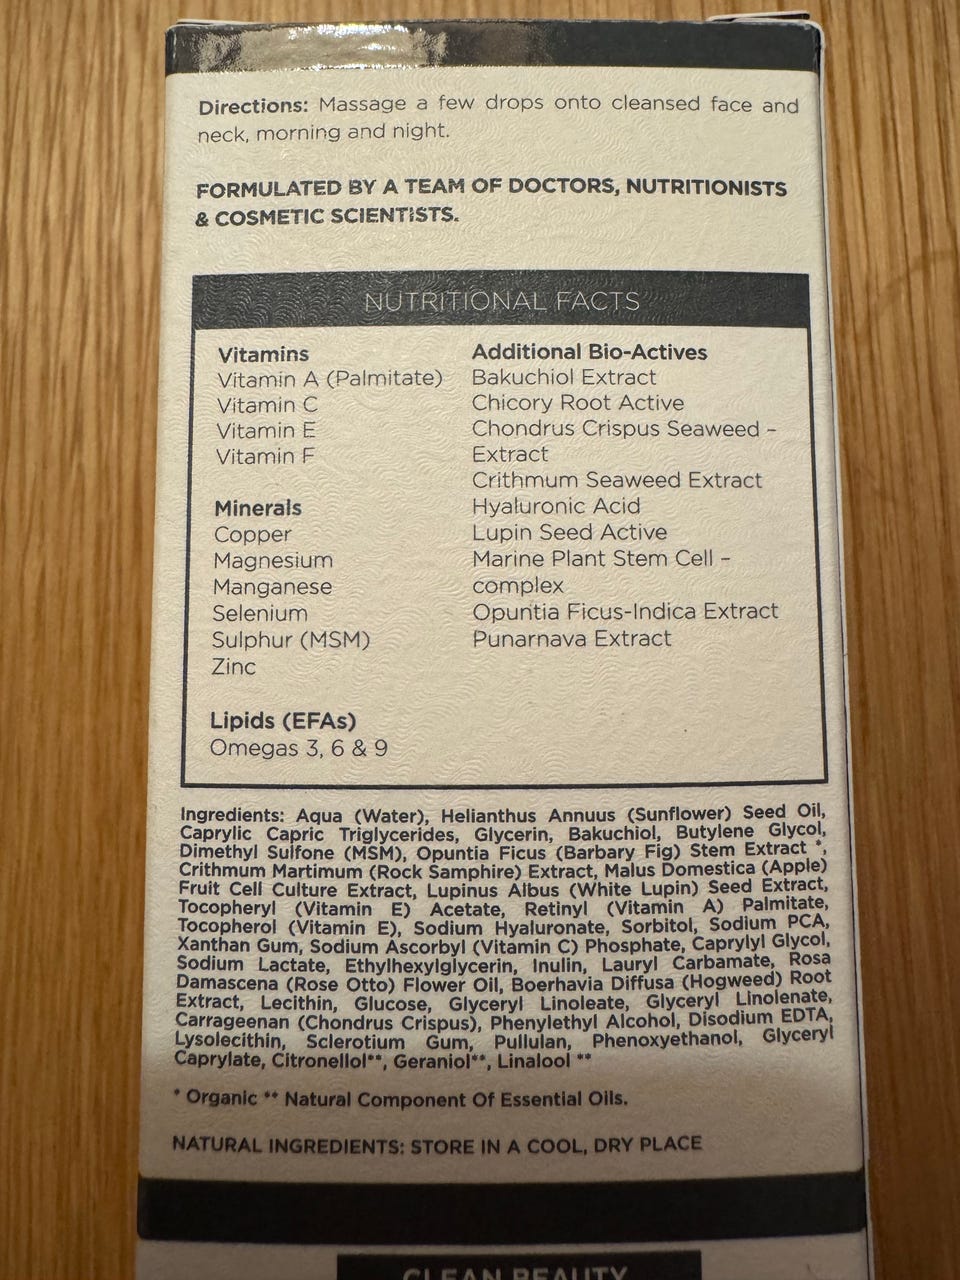 Directions: Massage a few drops onto cleansed face and
neck, morning and night.
FORMULATED BY A TEAM OF DOCTORS, NUTRITIONISTS
& COSMETIC SCIENTISTS.
NUTRITIONAL FACTS
Vitamins
Vitamin A (Palmitate)
Vitamin C
Vitamin E
Vitamin F
Minerals
Copper
Magnesium
Manganese
Selenium
Sulphur (MSM)
Zinc
Lipids (EFAs)
Omegas 3, 6 & 9
Additional Bio-Actives
Bakuchiol Extract
Chicory Root Active
Chondrus Crispus Seaweed –
Extract
Crithmum Seaweed Extract
Hyaluronic Acid
Lupin Seed Active
Marine Plant Stem Cell –
complex
Opuntia Ficus-Indica Extract
Punarnava Extract
Ingredients: Aqua (Water), Helianthus Annuus (Sunflower) Seed Oil,
Caprylic Capric Triglycerides, Glycerin, Bakuchiol, Butylene Glycol,
Dimethyl Sulfone (MSM), Opuntia Ficus (Barbary Fig) Stem Extract *,
Crithmum Martimum (Rock Samphire) Extract, Malus Domestica (Apple)
Fruit Cell Culture Extract, Lupinus Albus (White Lupin) Seed Extract,
Tocopheryl (Vitamin E) Acetate, Retinyl (Vitamin A) Palmitate,
Tocopherol (Vitamin E), Sodium Hyaluronate, Sorbitol, Sodium PCA,
Xanthan Gum, Sodium Ascorbyl (Vitamin C) Phosphate, Caprylyl Glycol,
Sodium Lactate, Ethylhexylglycerin, Inulin, Lauryl Carbamate, Rosa
Damascena (Rose Otto) Flower Oil, Boerhavia Diffusa (Hogweed) Root
Extract, Lecithin, Glucose, Glyceryl Linoleate, Glyceryl Linolenate,
Carrageenan (Chondrus Crispus), Phenylethyl Alcohol, Disodium EDTA,
Lysolecithin, Sclerotium Gum, Pullulan, Phenoxyethanol, Glyceryl
Caprylate, Citronellol**, Geraniol**, Linalool **
* Organic ** Natural Component Of Essential Oils.
NATURAL INGREDIENTS: STORE IN A COOL, DRY PLACE
CLEAN BEAUTY